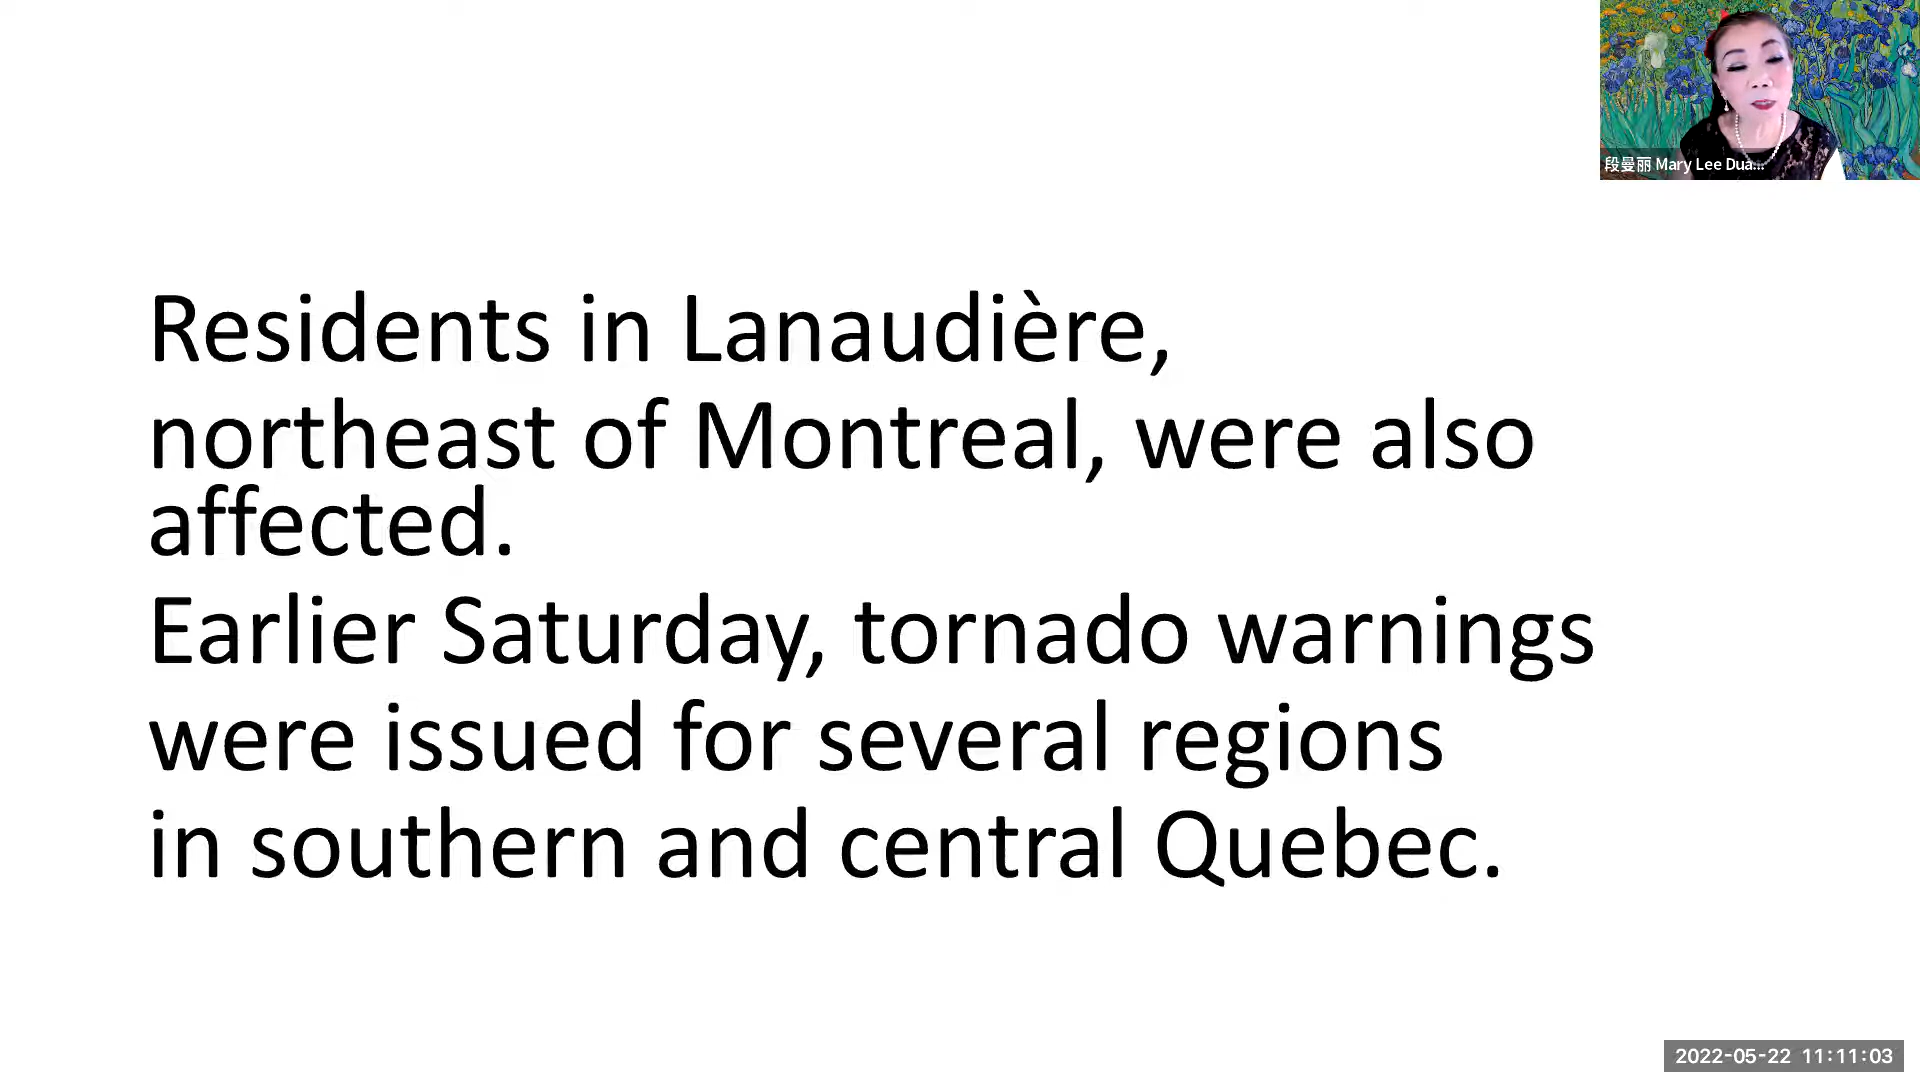 段曼丽 Mary Lee Dua...
Residents in Lanaudière,
northeast of Montreal, were also
affected.
Earlier Saturday, tornado warnings
were issued for several regions
in southern and central Quebec.
2022-05-22 11:11:03